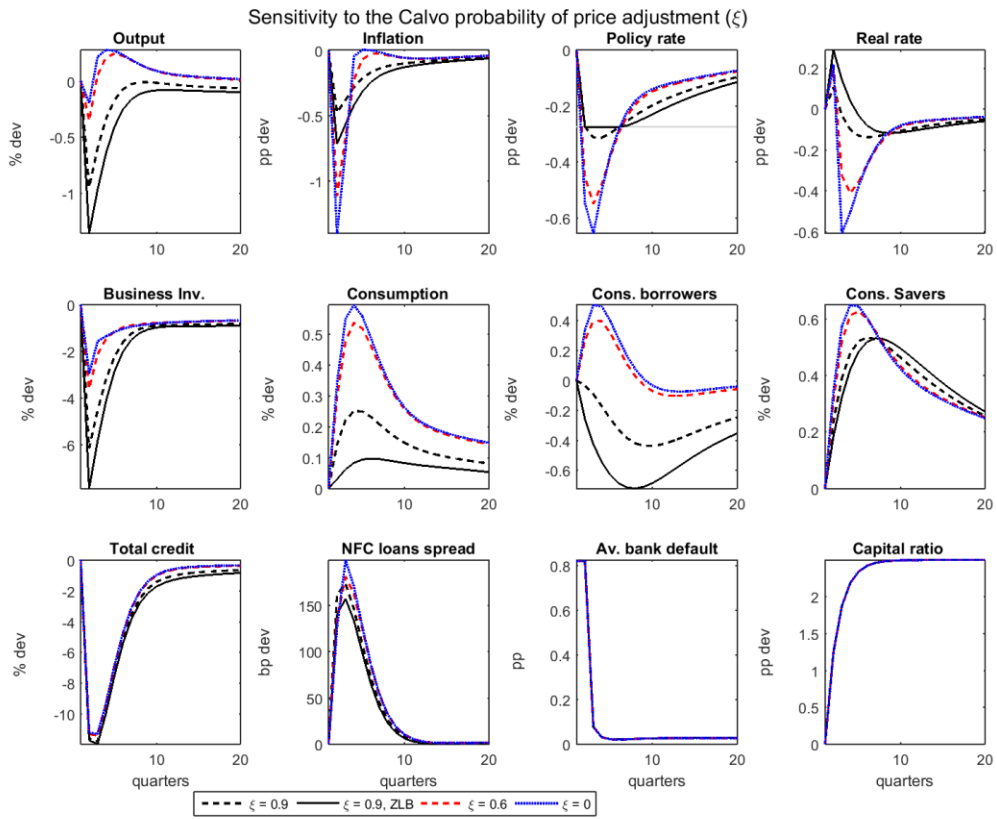 Sensitivity to the Calvo probability of price adjustment (ξ)
Output
Inflation
Policy rate
Real rate
% dev
0
-0.5
-1
10
20
pp dev
0
-0.5
-1
10
20
pp dev
0
-0.2
-0.4
-0.6
10
20
pp dev
0.2
0
-0.2
-0.4
-0.6
10
20
Business Inv.
Consumption
Cons. borrowers
Cons. Savers
% dev
0
-2
-4
-6
10
20
% dev
0.5
0.4
0.3
0.2
0.1
0
10
20
% dev
0.4
0.2
0
-0.2
-0.4
-0.6
10
20
% dev
0.6
0.4
0.2
0
10
20
Total credit
NFC loans spread
Av. bank default
Capital ratio
% dev
0
-2
-4
-6
-8
-10
10
20
quarters
bp dev
150
100
50
0
10
20
quarters
pp
0.8
0.6
0.4
0.2
0
10
20
quarters
pp dev
2
1
0
10
20
quarters
ξ = 0.9
ξ = 0.9, ZLB
ξ = 0.6
ξ = 0